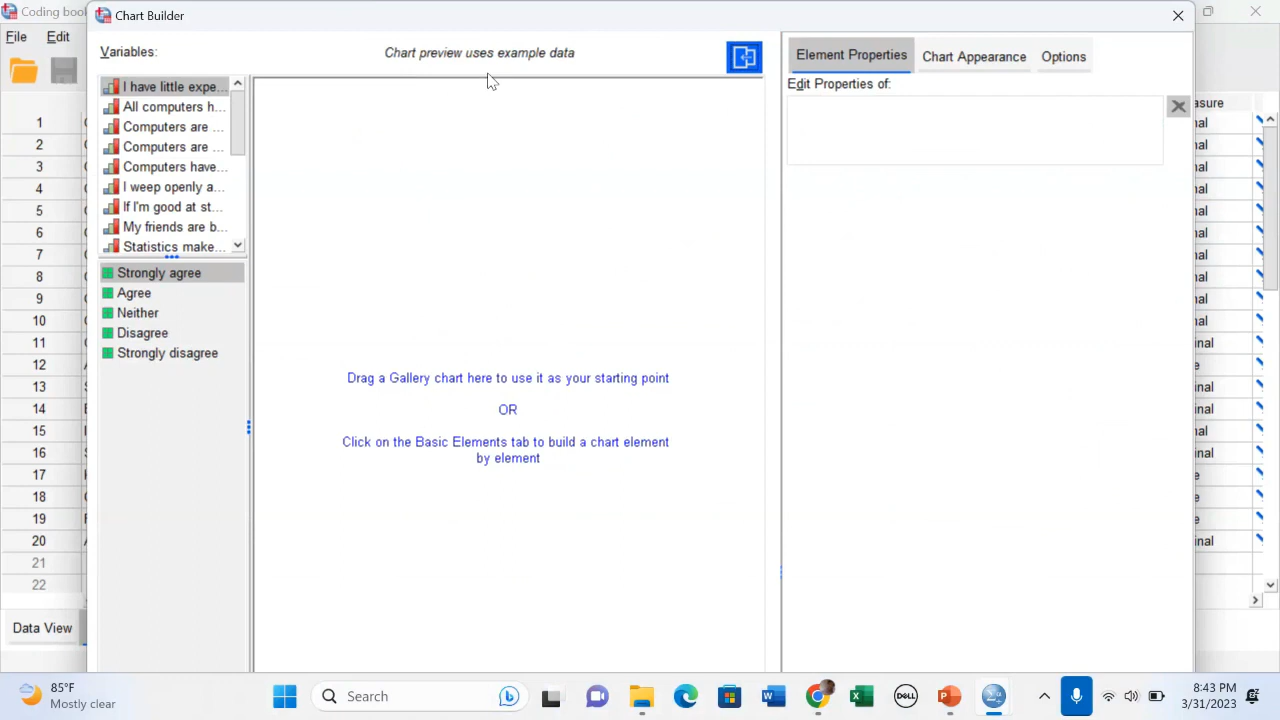 Coding book
Chart Builder
File
Edit
Variables:
Chart preview uses example data
Element Properties
Chart Appearance
Options
Edit Properties of:
I have little expe...
All computers h...
Computers are ...
Computers are ...
Computers have...
I weep openly a...
If I'm good at st...
My friends are b...
Statistics make...
Strongly agree
Agree
Neither
Disagree
Strongly disagree
Drag a Gallery chart here to use it as your starting point
OR
Click on the Basic Elements tab to build a chart element
by element
1
2
3
4
5
6
7
8
9
10
11
12
13
14
15
16
17
18
19
20
21
22
Data View
85°F
Mostly clear
Search
DELL
8:43 PM
3/31/2023